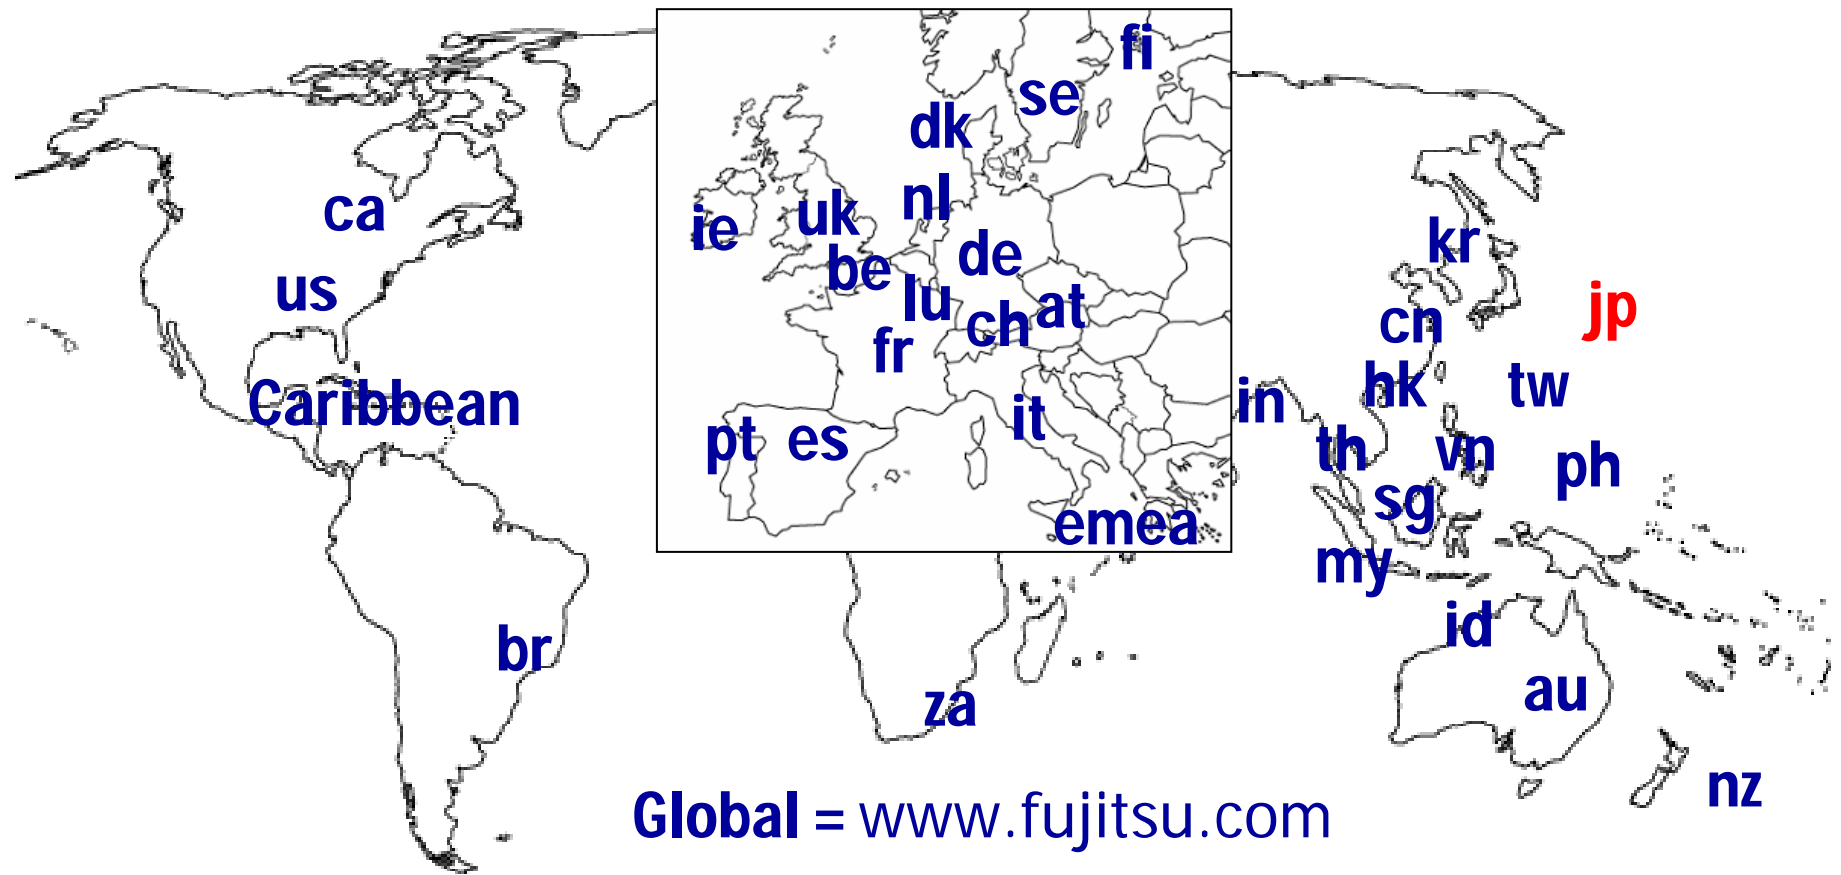 fi
se
dk
nl
ie
uk
ca
be
de
kr
us
lu
ch
at
jp
cn
fr
Caribbean
in
hk
tw
pt
es
it
th
vn
ph
sg
emea
my
id
br
za
au
nz
Global = www.fujitsu.com